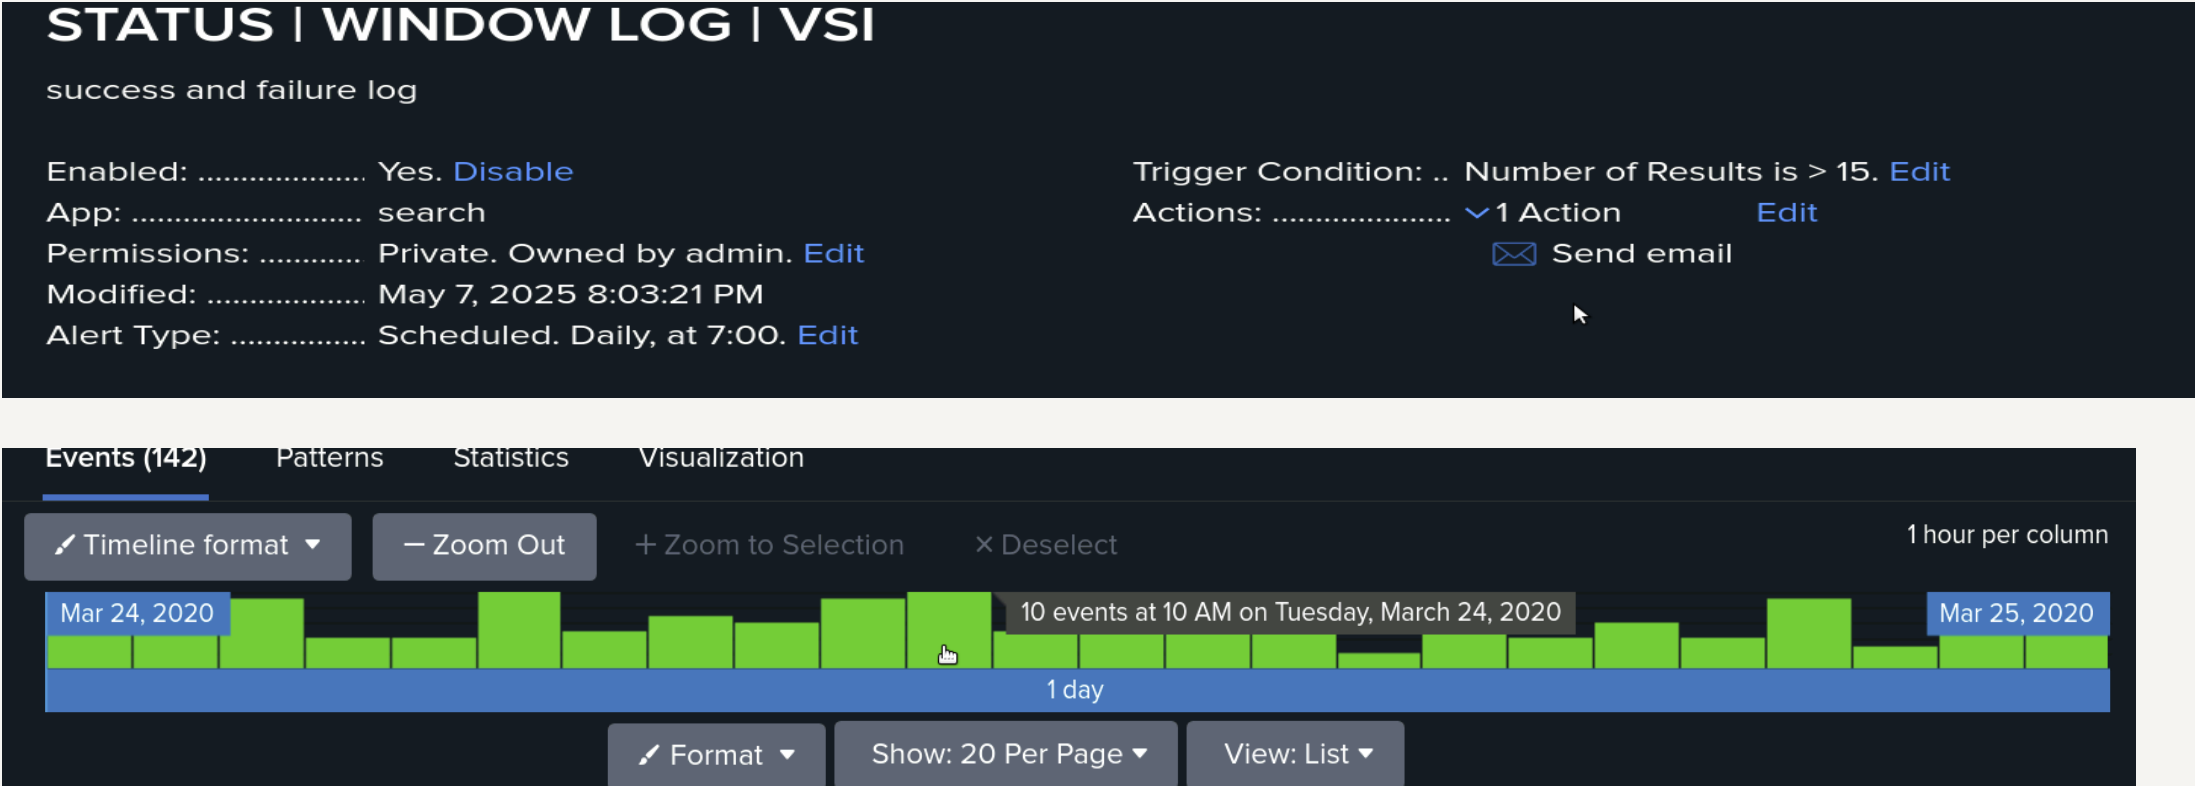 STATUS | WINDOW LOG | VSI
success and failure log
Enabled: .................... Yes. Disable
App: ........................... search
Permissions: ............ Private. Owned by admin. Edit
Modified: ................... May 7, 2025 8:03:21 PM
Alert Type: ................ Scheduled. Daily, at 7:00. Edit
Trigger Condition: .. Number of Results is > 15. Edit
Actions: ..................... 1 Action Edit
Send email
Events (142) Patterns Statistics Visualization
Timeline format — Zoom Out + Zoom to Selection × Deselect 1 hour per column
Mar 24, 2020 10 events at 10 AM on Tuesday, March 24, 2020 Mar 25, 2020
1 day
Format Show: 20 Per Page View: List